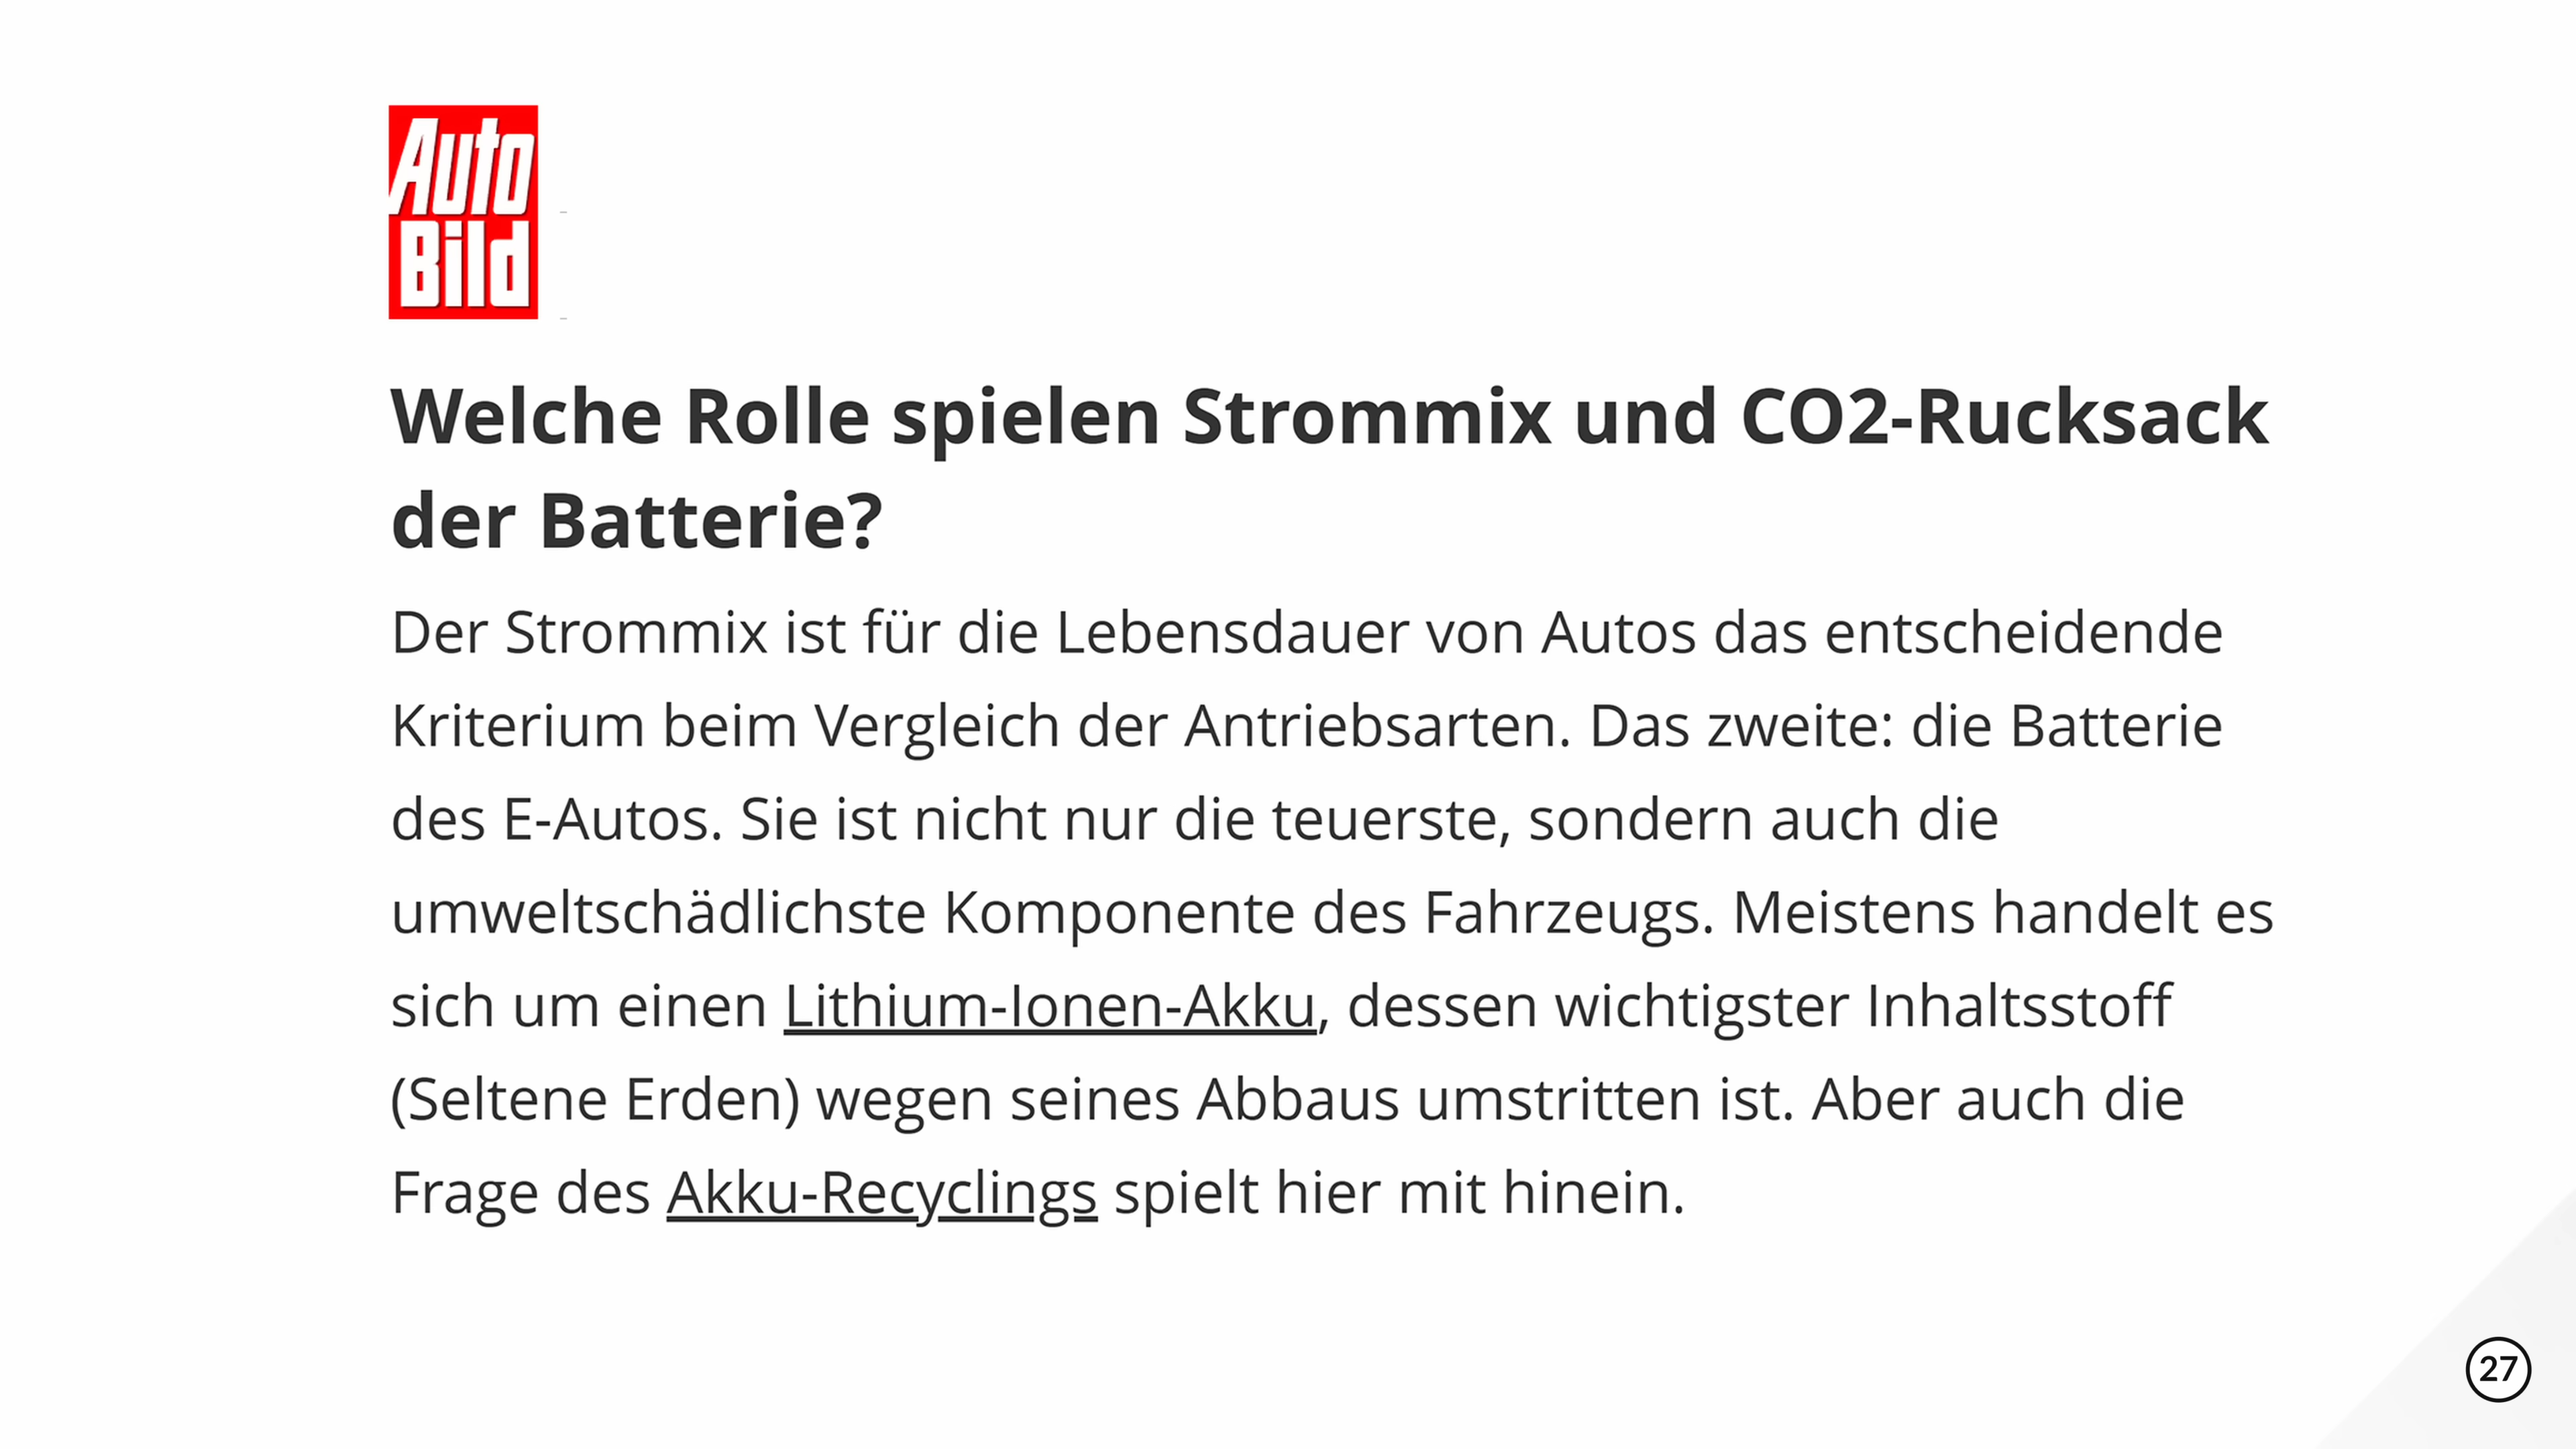 Auto
Bild
Welche Rolle spielen Strommix und CO2-Rucksack
der Batterie?
Der Strommix ist für die Lebensdauer von Autos das entscheidende
Kriterium beim Vergleich der Antriebsarten. Das zweite: die Batterie
des E-Autos. Sie ist nicht nur die teuerste, sondern auch die
umweltschädlichste Komponente des Fahrzeugs. Meistens handelt es
sich um einen Lithium-Ionen-Akku, dessen wichtigster Inhaltsstoff
(Seltene Erden) wegen seines Abbaus umstritten ist. Aber auch die
Frage des Akku-Recyclings spielt hier mit hinein.
27